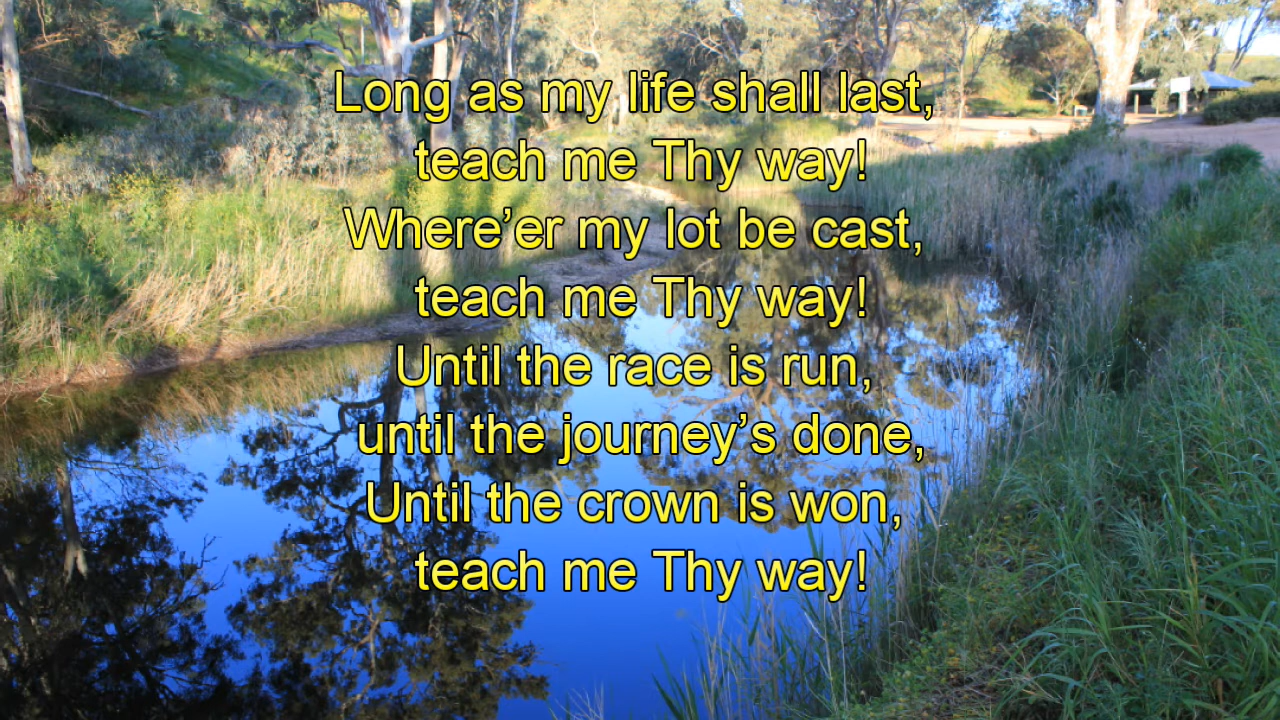 Long as my life shall last,
teach me Thy way!
Where’er my lot be cast,
teach me Thy way!
Until the race is run,
until the journey’s done,
Until the crown is won,
teach me Thy way!